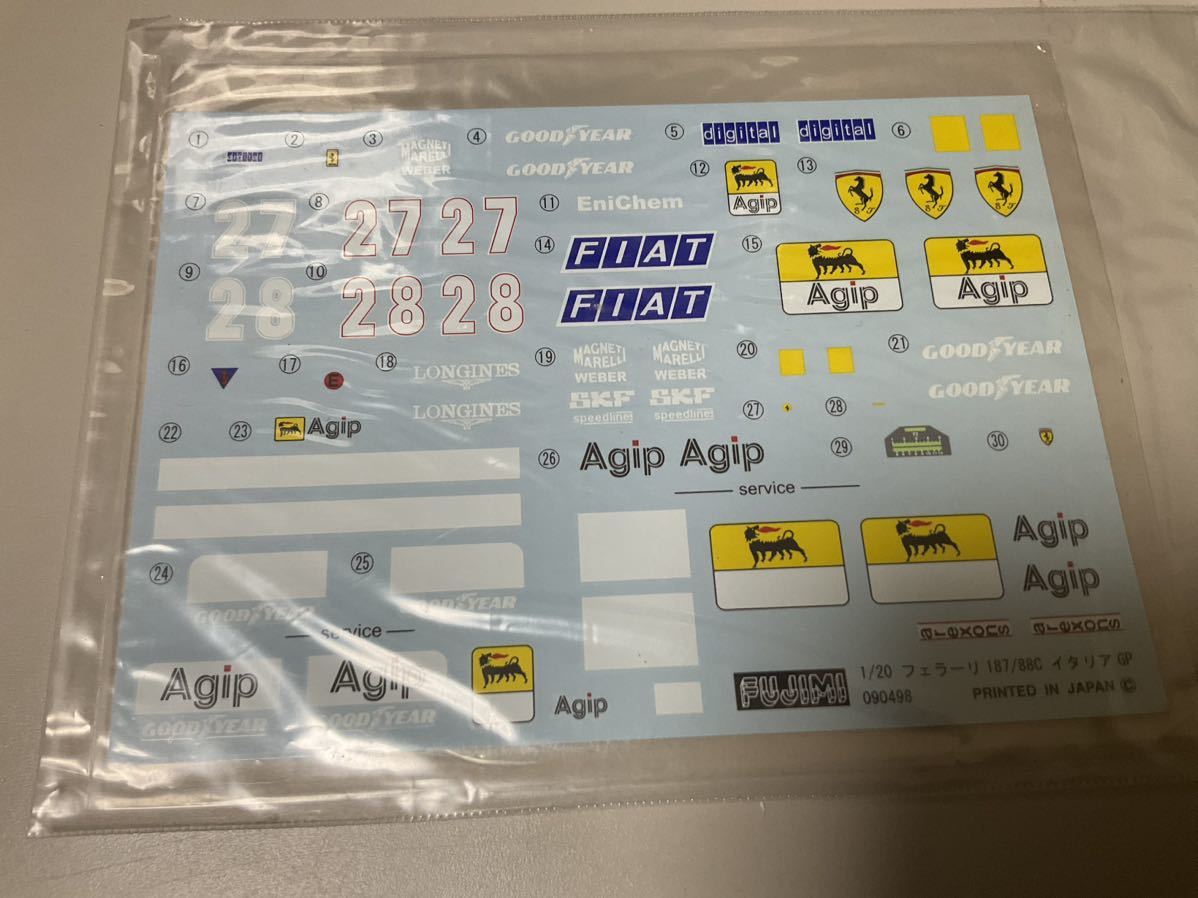 ① ② ③ MAGNETI MARELLI WEBER ④ GOODYEAR ⑤ digital digital ⑥
GOODYEAR ⑫ Agip ⑬ S F S F S F
⑦ 27 ⑧ 27 27 ⑪ EniChem
⑭ FIAT ⑮ Agip Agip
⑨ 28 ⑩ 28 28 FIAT
⑯ ⑰ E ⑱ LONGINES ⑲ MAGNETI MARELLI WEBER MAGNETI MARELLI WEBER ⑳ ㉑ GOODYEAR
LONGINES SKF speedline SKF speedline ㉗ ㉘ GOODYEAR
㉒ ㉓ Agip ㉖ Agip Agip ㉙ ㉚
service
㉔ ㉕ Agip
GOODYEAR GOODYEAR Agip
service
arexons arexons
Agip Agip
GOODYEAR GOODYEAR
Agip
FUJIMI
1/20 フェラーリ 187/88C イタリア GP
090498 PRINTED IN JAPAN ©